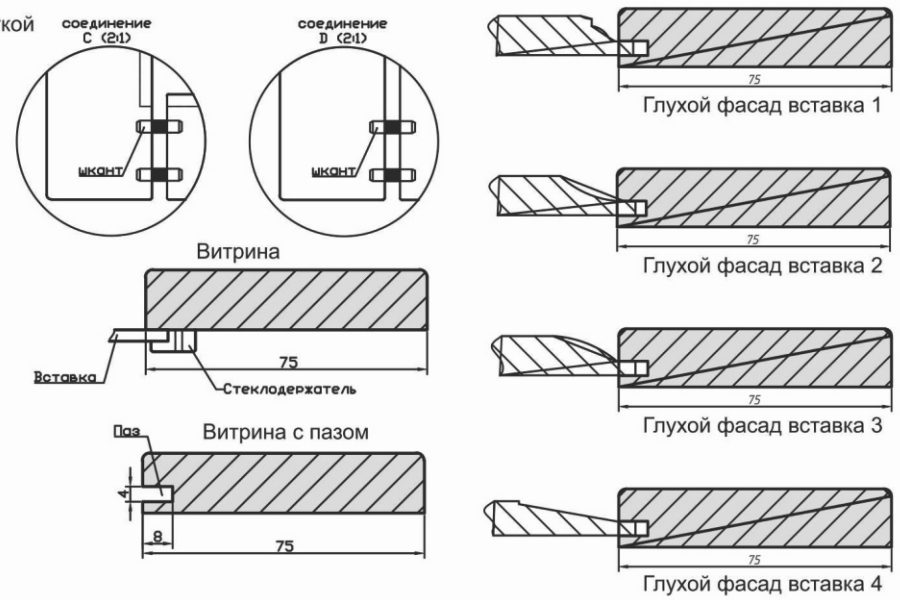 ткой
соединение
C (2:1)
шкант
соединение
D (2:1)
шкант
Витрина
75
Вставка
Стеклодержатель
Витрина с пазом
Паз
4
8
75
75
Глухой фасад вставка 1
75
Глухой фасад вставка 2
75
Глухой фасад вставка 3
75
Глухой фасад вставка 4